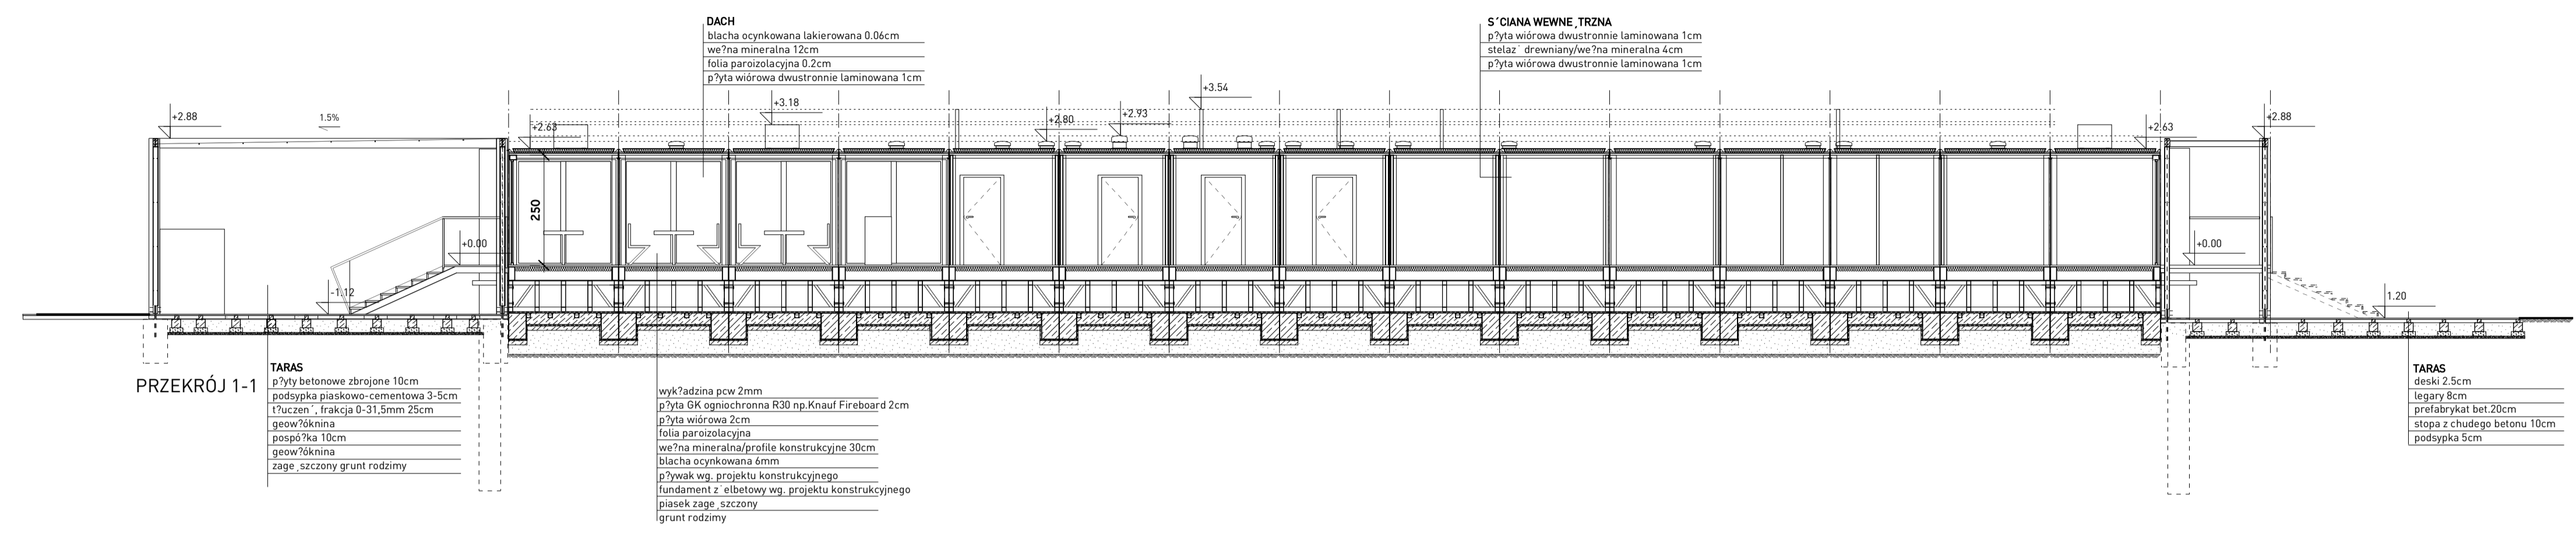 DACH
blacha ocynkowana lakierowana 0.06cm
we?na mineralna 12cm
folia paroizolacyjna 0.2cm
p?yta wiórowa dwustronnie laminowana 1cm
S´CIANA WEWNE¸TRZNA
p?yta wiórowa dwustronnie laminowana 1cm
stelaz˙ drewniany/we?na mineralna 4cm
p?yta wiórowa dwustronnie laminowana 1cm
+2.88
1.5%
+2.63
+3.18
+2.80
+2.93
+3.54
+2.63
+2.88
250
+0.00
-1.12
+0.00
1.20
PRZEKRÓJ 1-1
TARAS
p?yty betonowe zbrojone 10cm
podsypka piaskowo-cementowa 3-5cm
t?uczen´, frakcja 0-31,5mm 25cm
geow?óknina
pospó?ka 10cm
geow?óknina
zage¸szczony grunt rodzimy
wyk?adzina pcw 2mm
p?yta GK ogniochronna R30 np.Knauf Fireboard 2cm
p?yta wiórowa 2cm
folia paroizolacyjna
we?na mineralna/profile konstrukcyjne 30cm
blacha ocynkowana 6mm
p?ywak wg. projektu konstrukcyjnego
fundament z˙elbetowy wg. projektu konstrukcyjnego
piasek zage¸szczony
grunt rodzimy
TARAS
deski 2.5cm
legary 8cm
prefabrykat bet.20cm
stopa z chudego betonu 10cm
podsypka 5cm